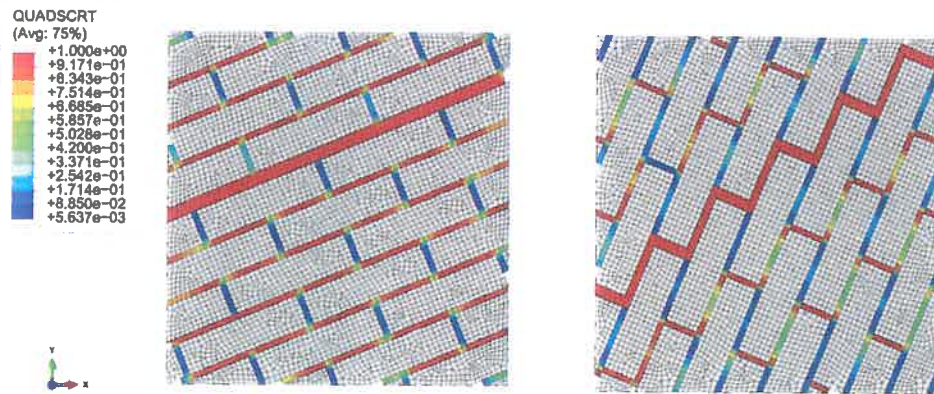 QUADSCRT
(Avg: 75%)
+1.000e+00
+9.171e-01
+8.343e-01
+7.514e-01
+6.685e-01
+5.857e-01
+5.028e-01
+4.200e-01
+3.371e-01
+2.542e-01
+1.714e-01
+8.850e-02
+5.637e-03
Y
X